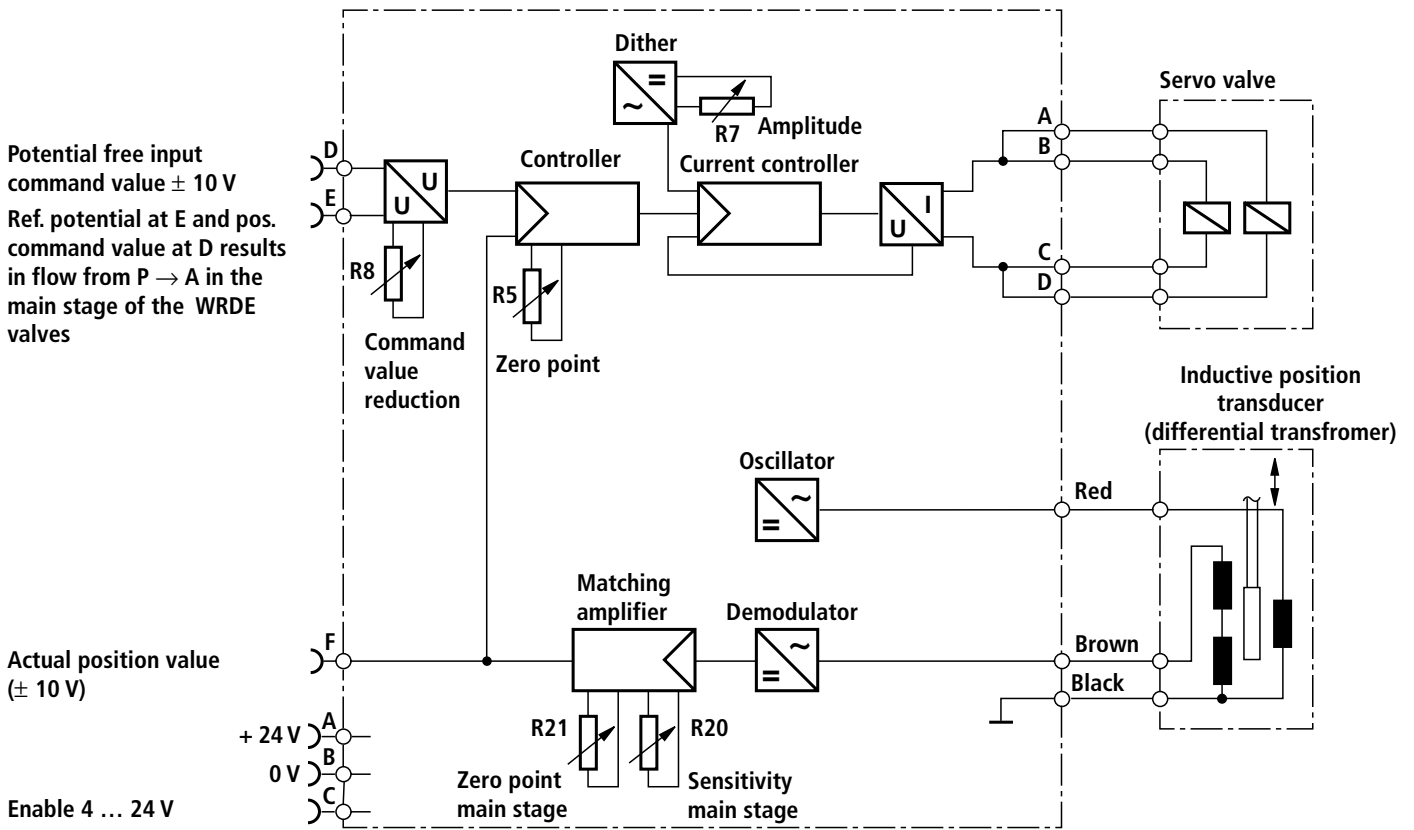 Dither
R7
Amplitude
Servo valve
Potential free input
command value ± 10 V
Ref. potential at E and pos.
command value at D results
in flow from P → A in the
main stage of the WRDE
valves
D
E
U
U
R8
Command
value
reduction
Controller
R5
Zero point
Current controller
I
U
A
B
C
D
Inductive position
transducer
(differential transfromer)
Oscillator
Red
Matching
amplifier
Demodulator
Brown
Black
Actual position value
(± 10 V)
F
R21
R20
Zero point
main stage
Sensitivity
main stage
+ 24 V
A
0 V
B
Enable 4 … 24 V
C